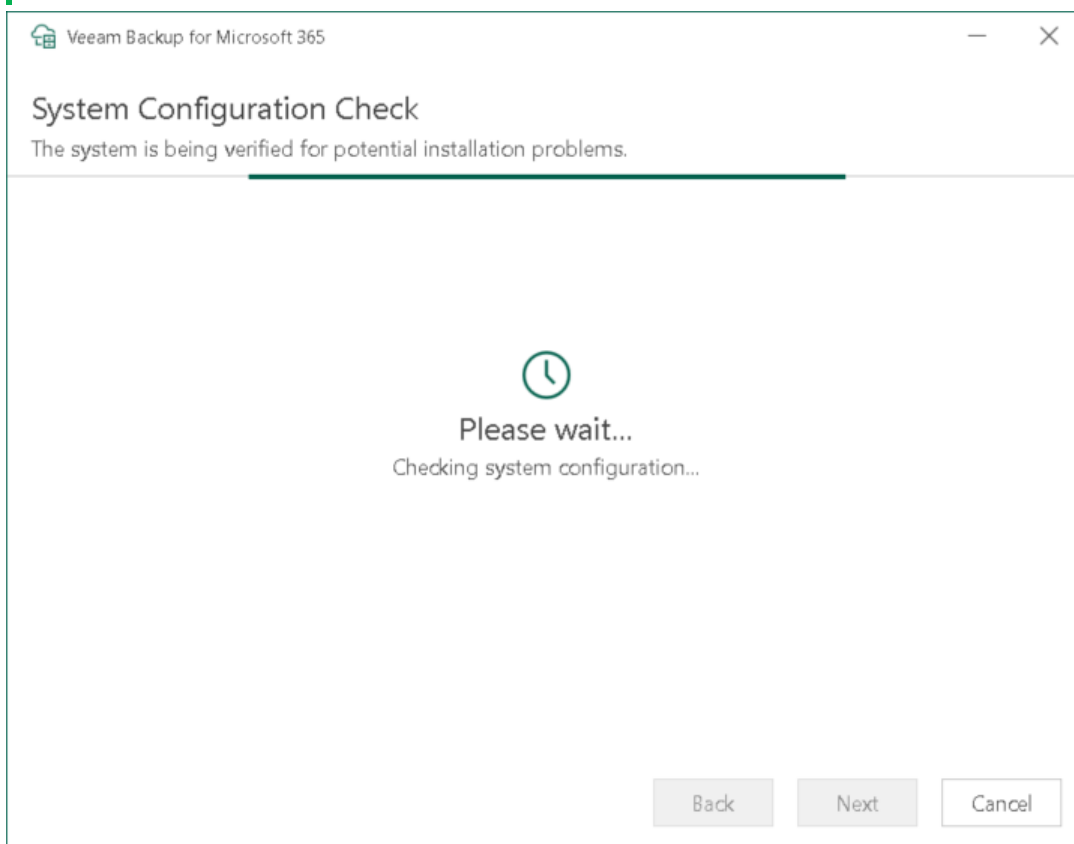 Veeam Backup for Microsoft 365
System Configuration Check
The system is being verified for potential installation problems.
Please wait...
Checking system configuration...
Back
Next
Cancel